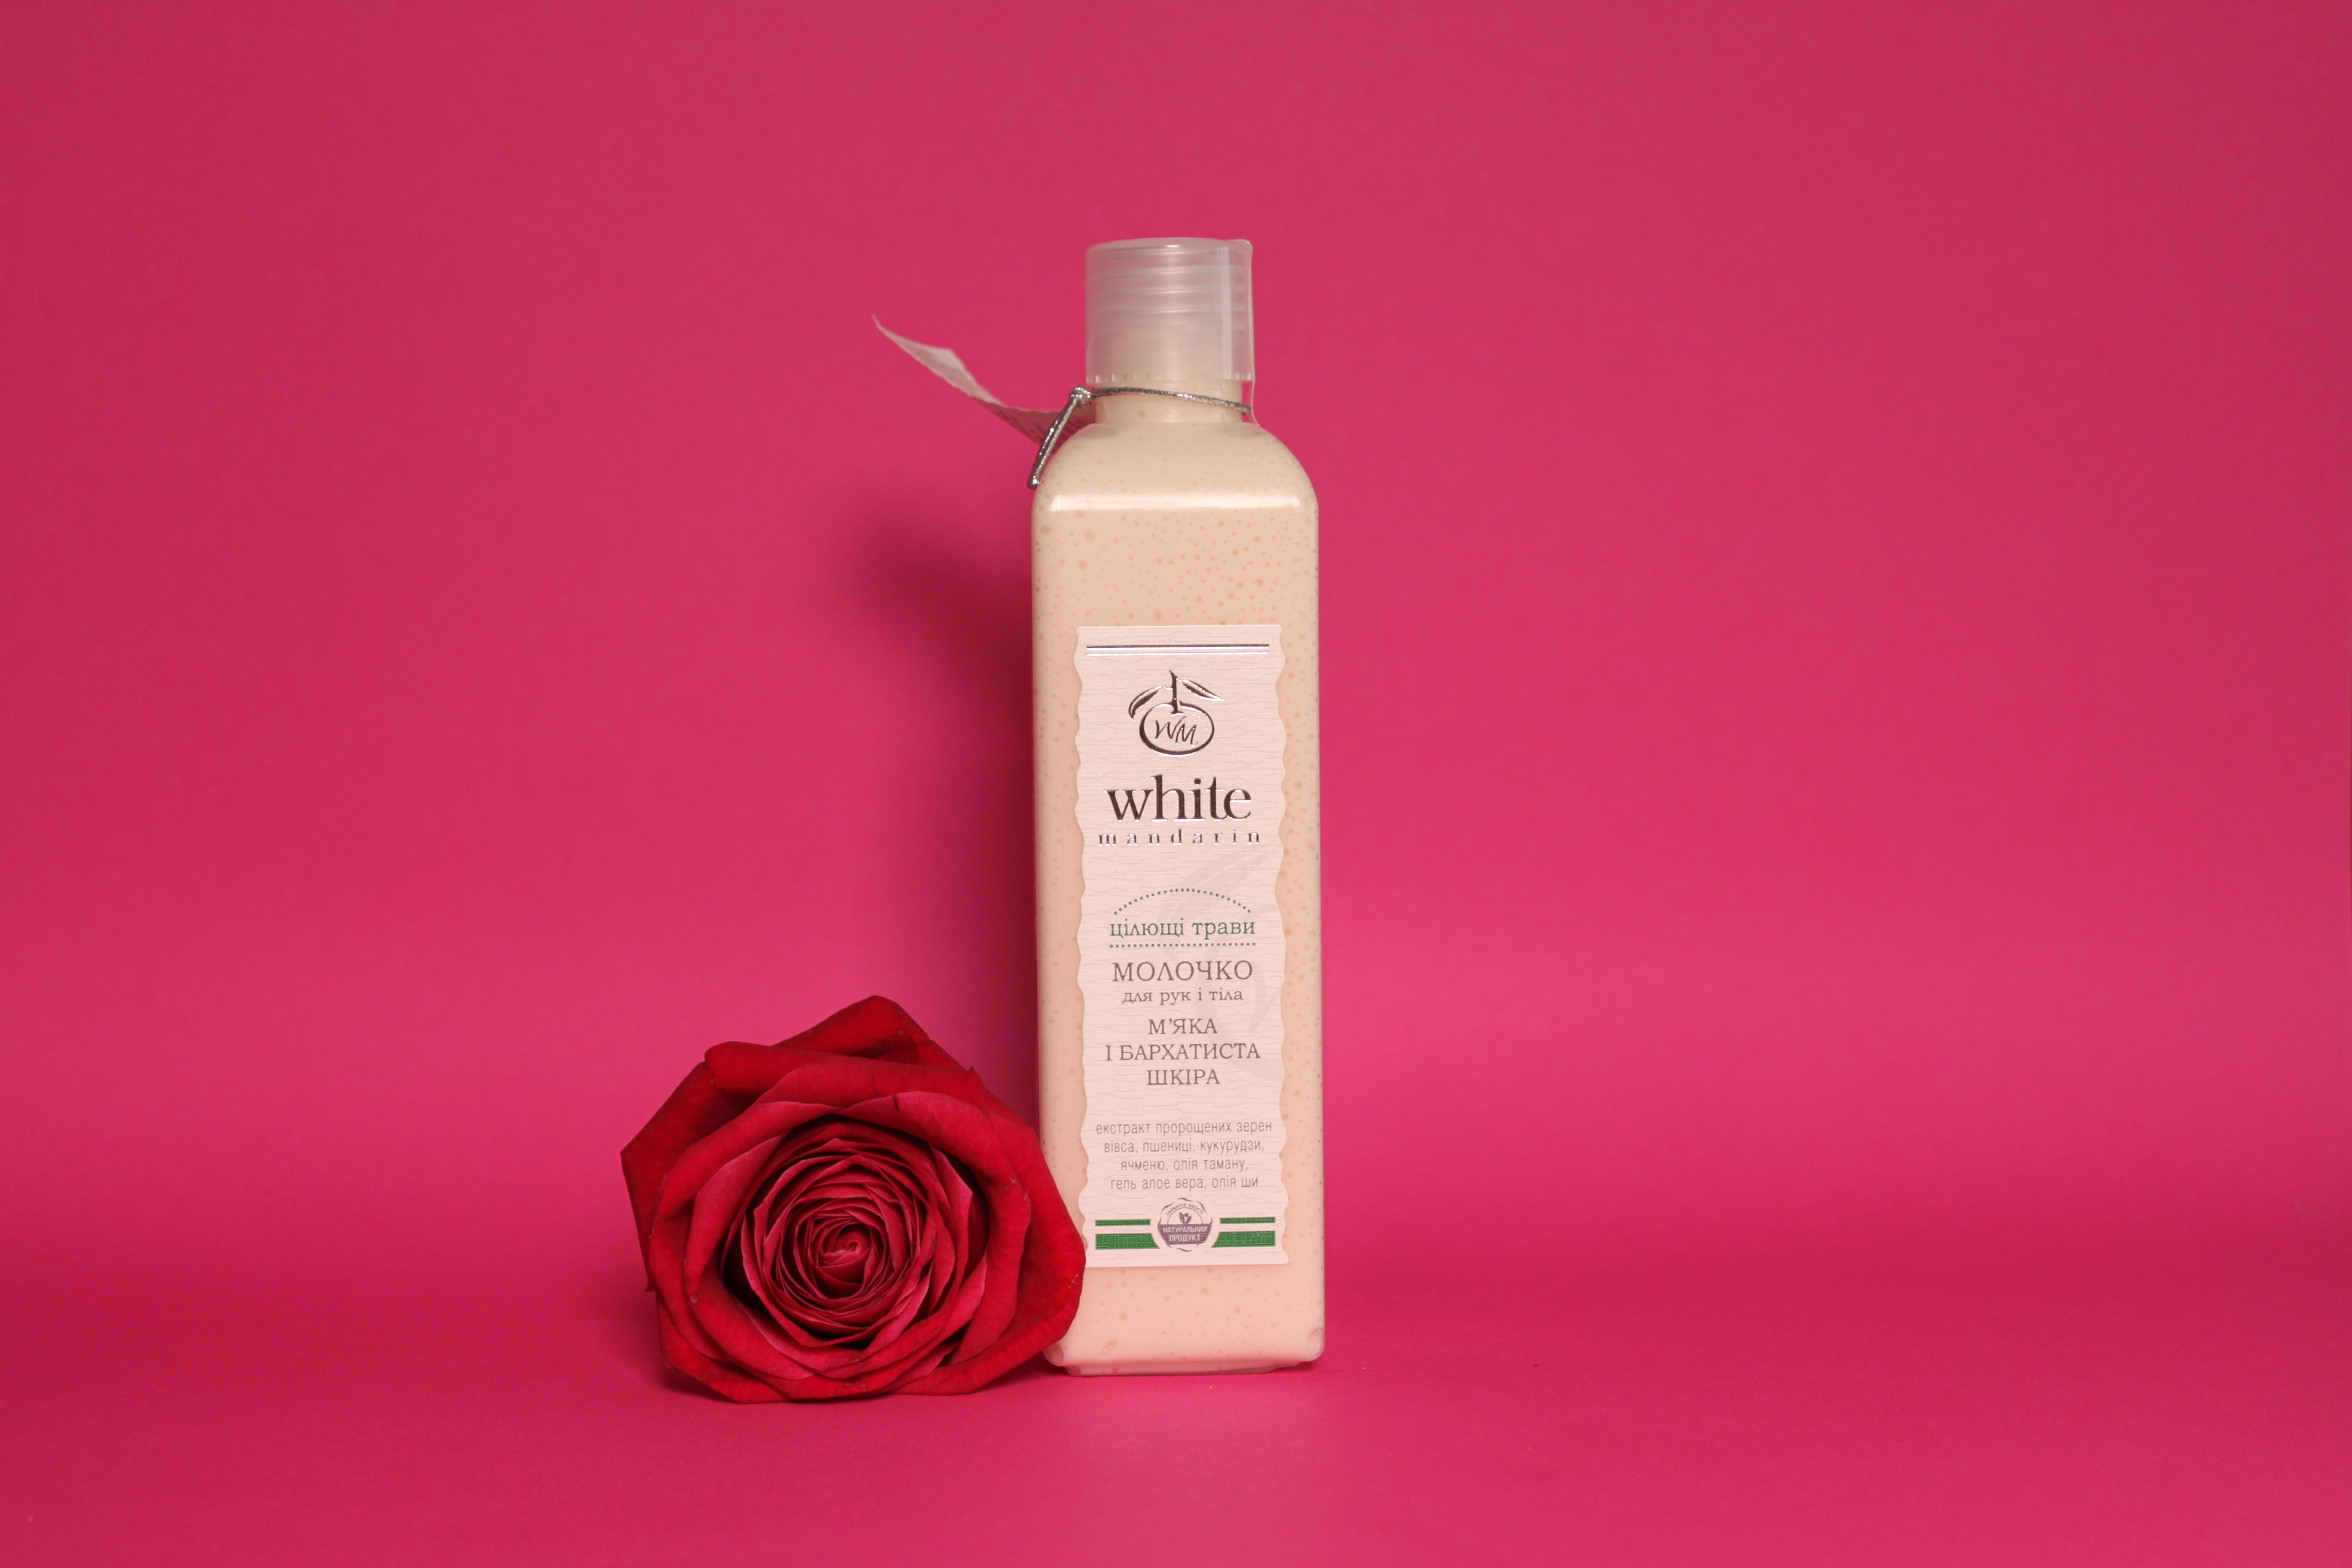 WM
white
mandarin
цілющі трави
МОЛОЧКО
для рук і тіла
М'ЯКА
І БАРХАТИСТА
ШКІРА
екстракт пророщених зерен
вівса, пшениці, кукурудзи,
ячменю, олія таману,
гель алое вера, олія ши
НАТУРАЛЬНИЙ
ПРОДУКТ